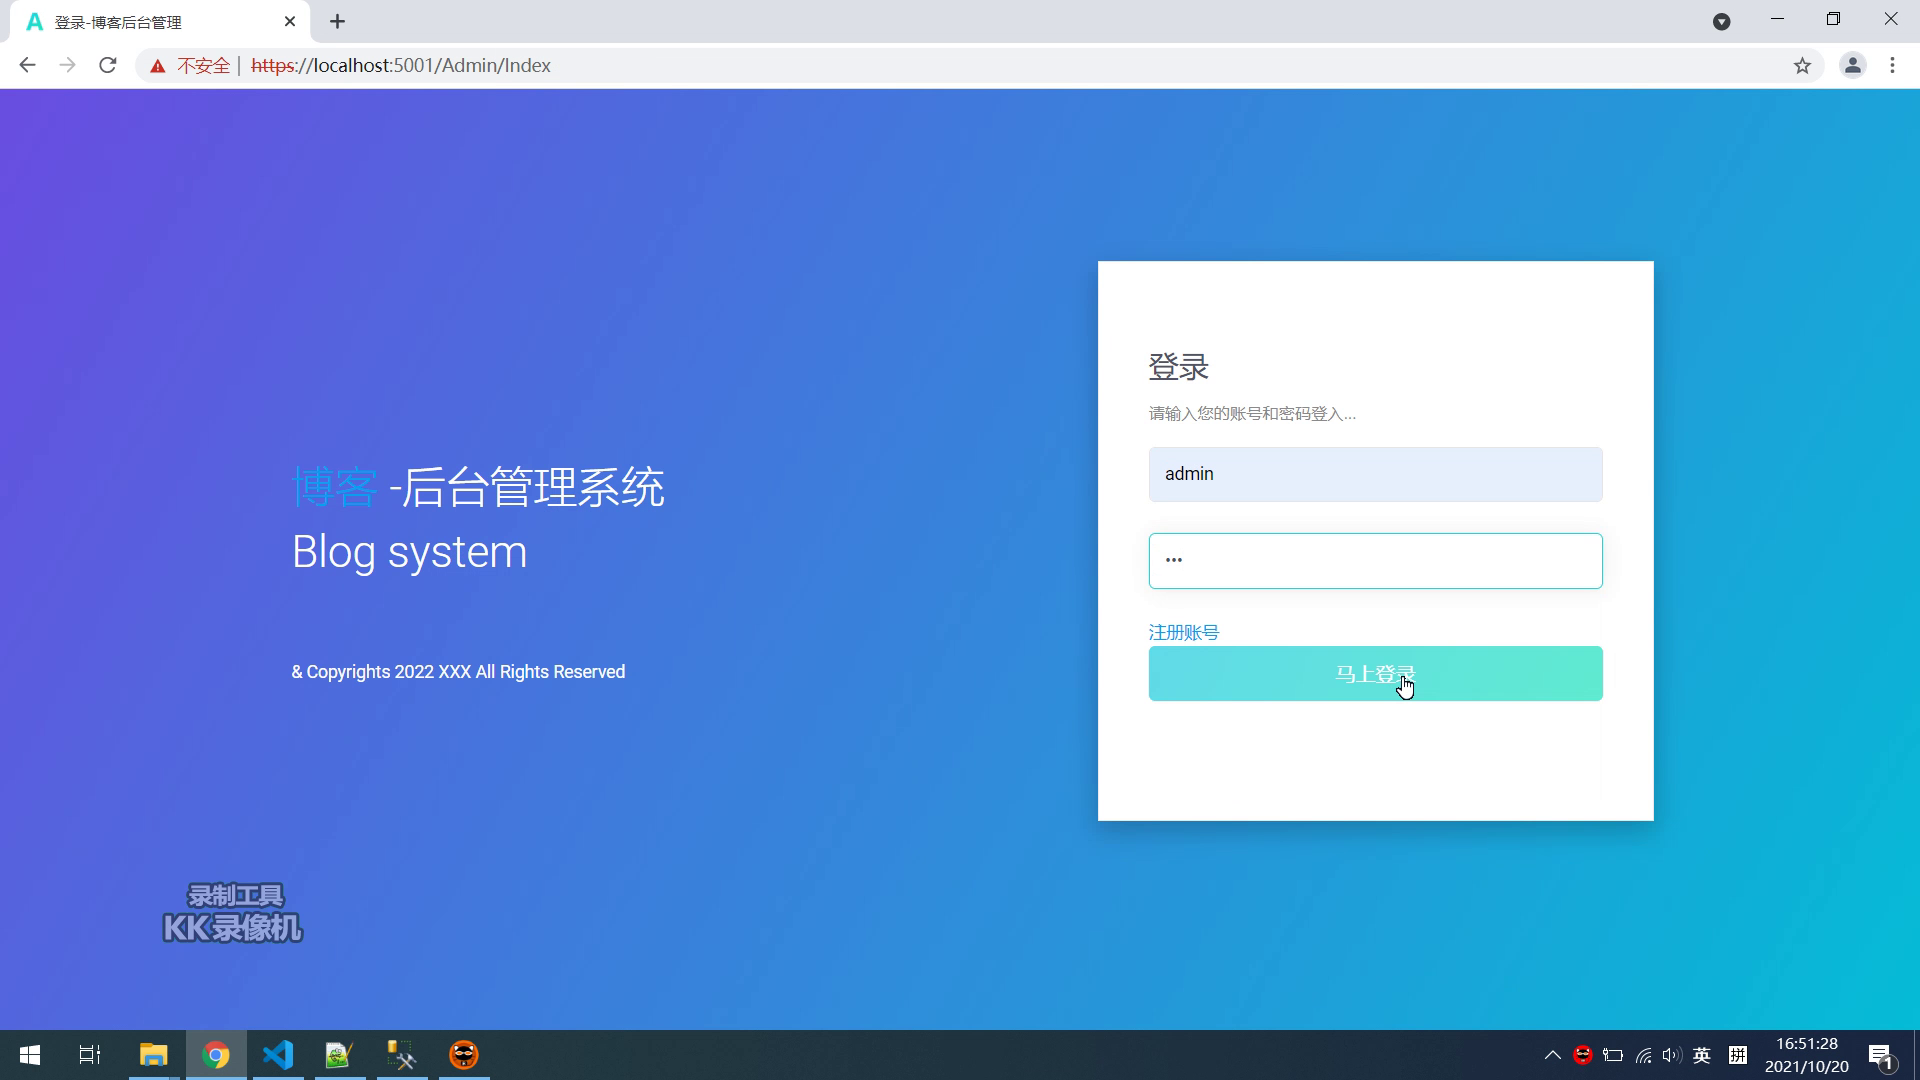 登录-博客后台管理
不安全 | https://localhost:5001/Admin/Index
登录
请输入您的账号和密码登入...
admin
•••
注册账号
马上登录
博客 -后台管理系统
Blog system
& Copyrights 2022 XXX All Rights Reserved
录制工具
KK录像机
英
拼
16:51:28
2021/10/20
1